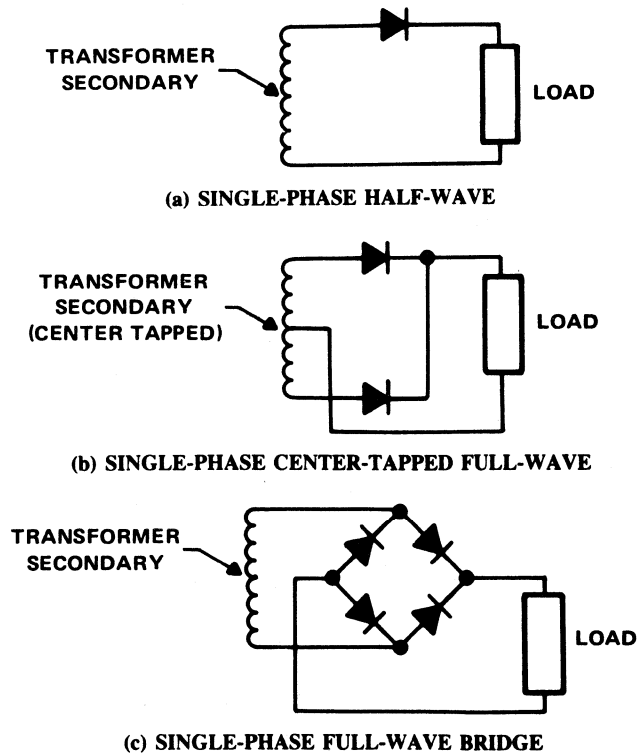 TRANSFORMER
SECONDARY
LOAD
(a) SINGLE-PHASE HALF-WAVE
TRANSFORMER
SECONDARY
(CENTER TAPPED)
LOAD
(b) SINGLE-PHASE CENTER-TAPPED FULL-WAVE
TRANSFORMER
SECONDARY
LOAD
(c) SINGLE-PHASE FULL-WAVE BRIDGE